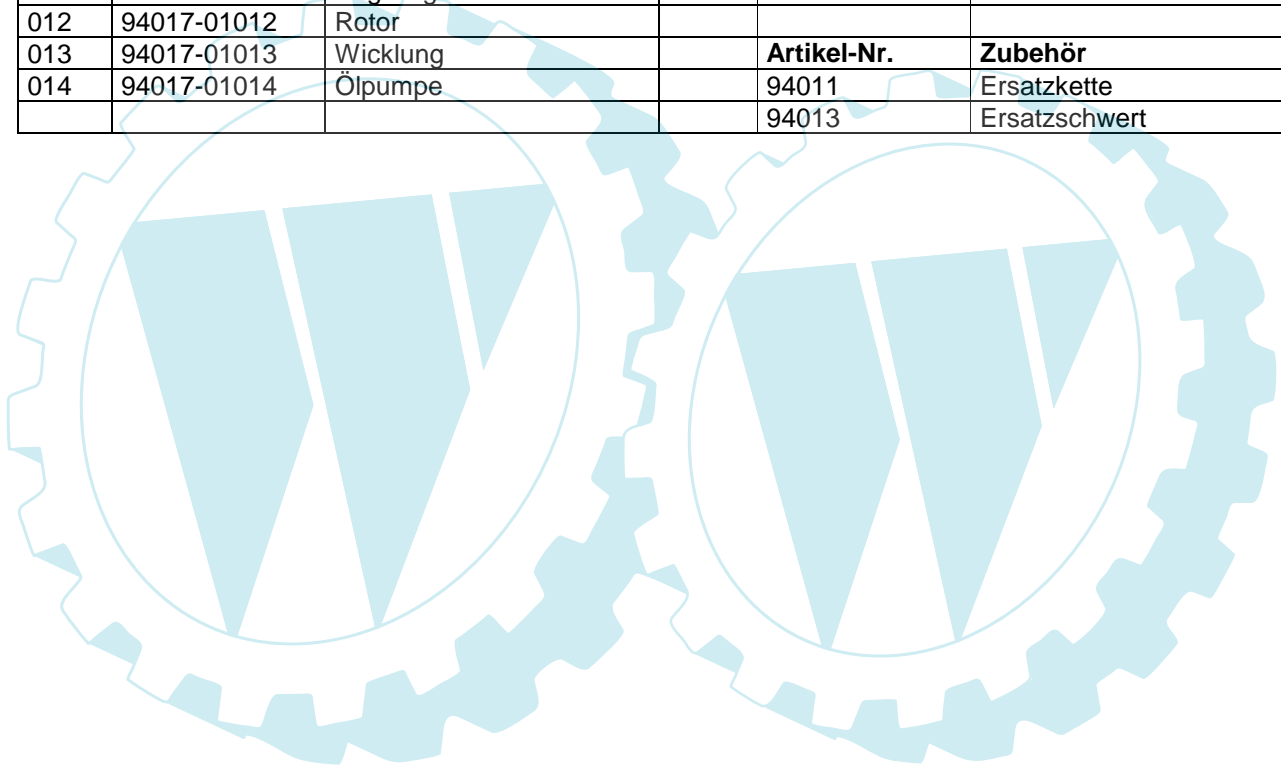 012 94017-01012 Rotor
013 94017-01013 Wicklung Artikel-Nr. Zubehör
014 94017-01014 Ölpumpe 94011 Ersatzkette
94013 Ersatzschwert